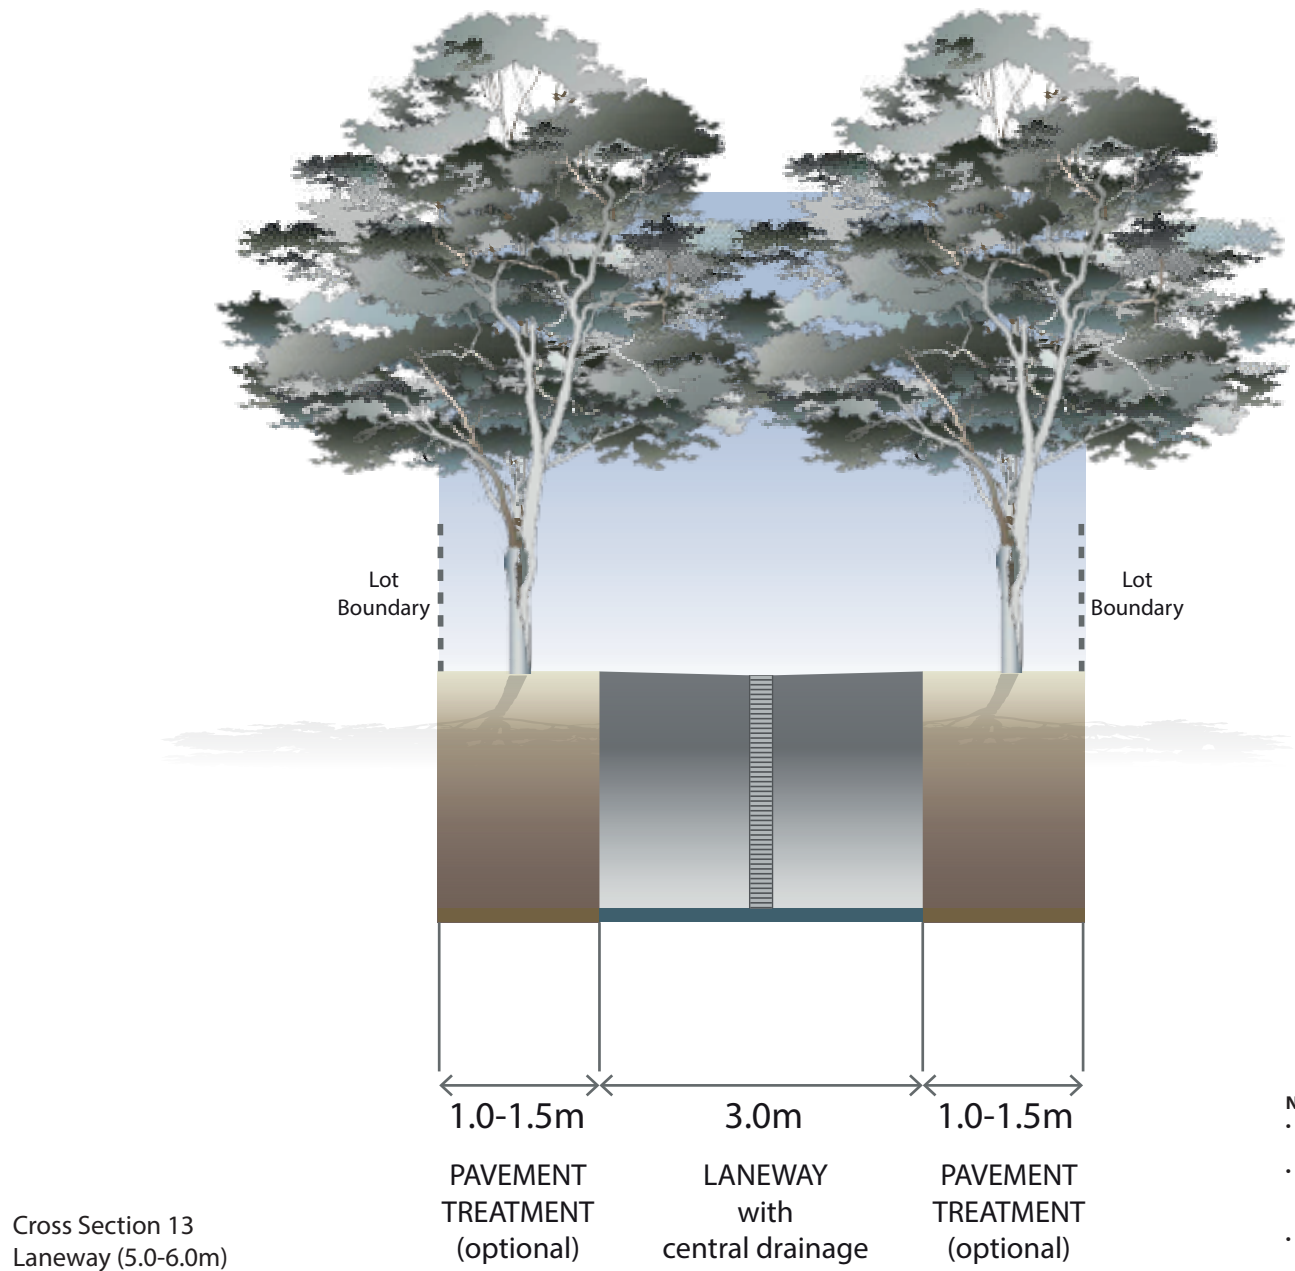 Lot
Boundary
Lot
Boundary
1.0-1.5m
3.0m
1.0-1.5m
PAVEMENT
TREATMENT
(optional)
LANEWAY
with
central drainage
PAVEMENT
TREATMENT
(optional)
Cross Section 13
Laneway (5.0-6.0m)